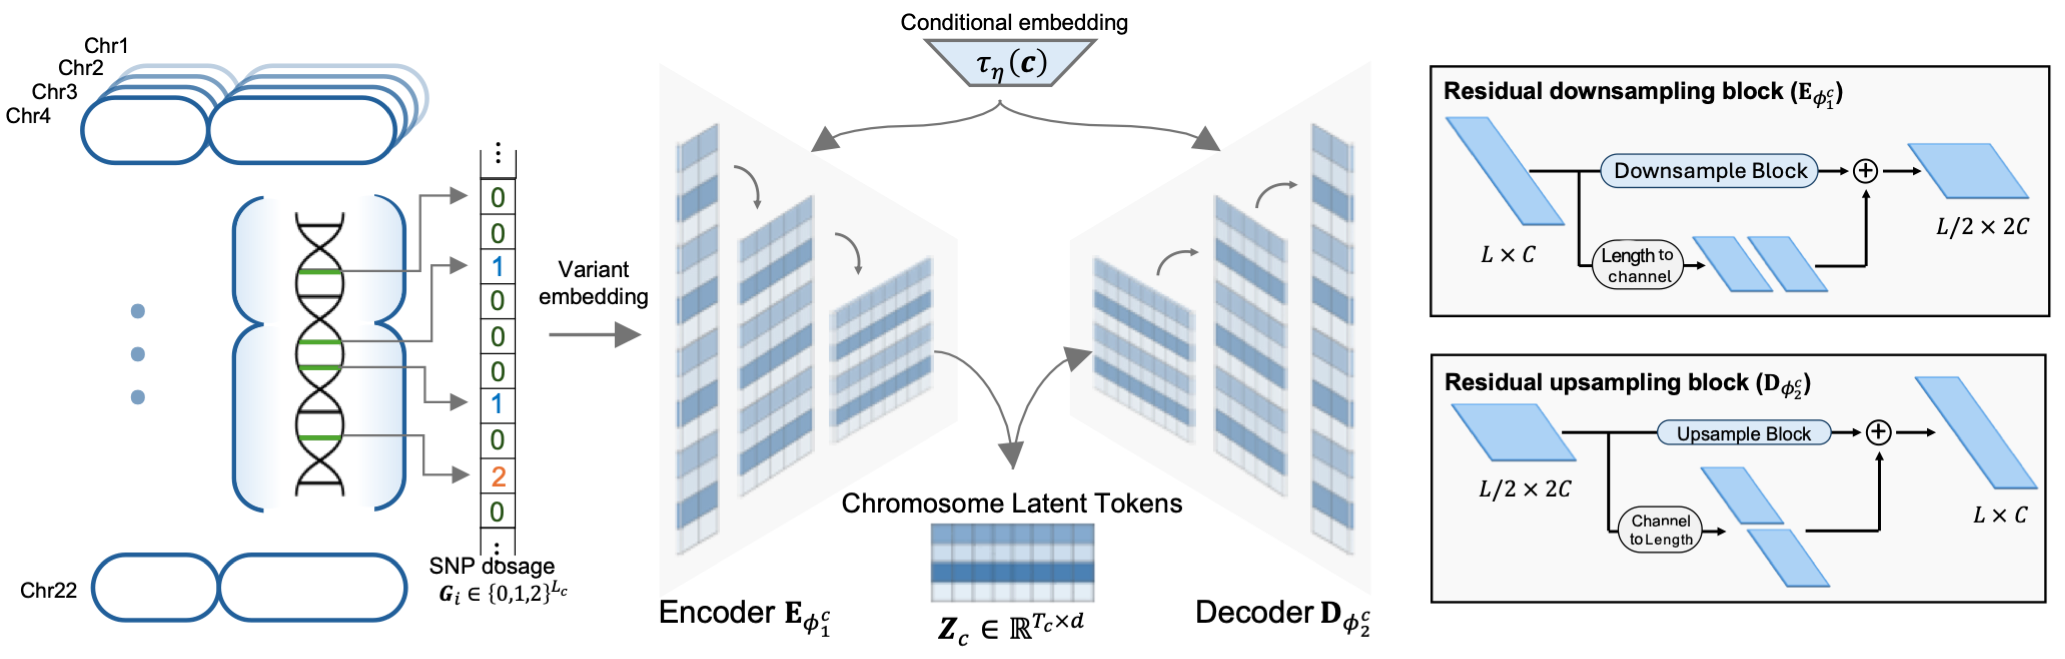 Chr1
Chr2
Chr3
Chr4
Chr22
⋮
0
0
1
0
0
0
1
0
2
0
⋮
SNP dosage
G_i ∈ {0,1,2}^{L_c}
Variant
embedding
Conditional embedding
τ_η(c)
Encoder E_{ϕ_1^c}
Chromosome Latent Tokens
Z_c ∈ ℝ^{T_c×d}
Decoder D_{ϕ_2^c}
Residual downsampling block (E_{ϕ_1^c})
Downsample Block
+
L × C
Length to
channel
L/2 × 2C
Residual upsampling block (D_{ϕ_2^c})
Upsample Block
+
L/2 × 2C
Channel
to Length
L × C